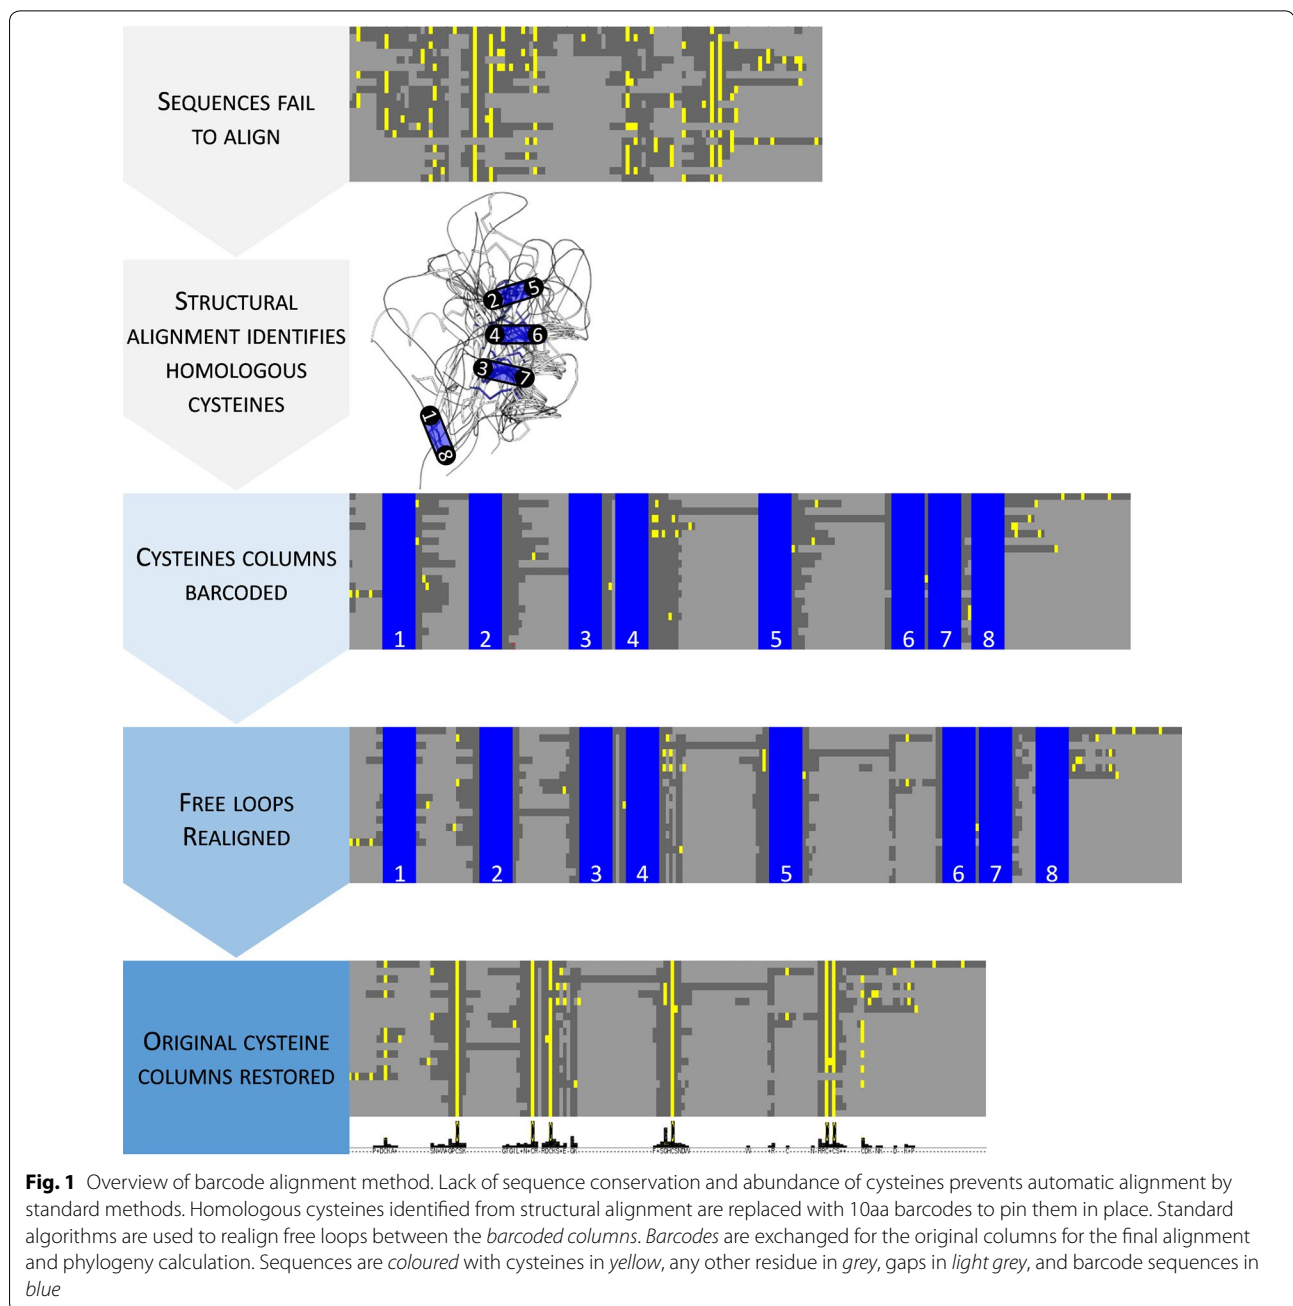 SEQUENCES FAIL
TO ALIGN
2 5
4 6
3 7
1
8
STRUCTURAL
ALIGNMENT IDENTIFIES
HOMOLOGOUS
CYSTEINES
CYSTEINES COLUMNS
BARCODED
1 2 3 4 5 6 7 8
FREE LOOPS
REALIGNED
1 2 3 4 5 6 7 8
ORIGINAL CYSTEINE
COLUMNS RESTORED
Fig. 1 Overview of barcode alignment method. Lack of sequence conservation and abundance of cysteines prevents automatic alignment by
standard methods. Homologous cysteines identified from structural alignment are replaced with 10aa barcodes to pin them in place. Standard
algorithms are used to realign free loops between the barcoded columns. Barcodes are exchanged for the original columns for the final alignment
and phylogeny calculation. Sequences are coloured with cysteines in yellow, any other residue in grey, gaps in light grey, and barcode sequences in
blue